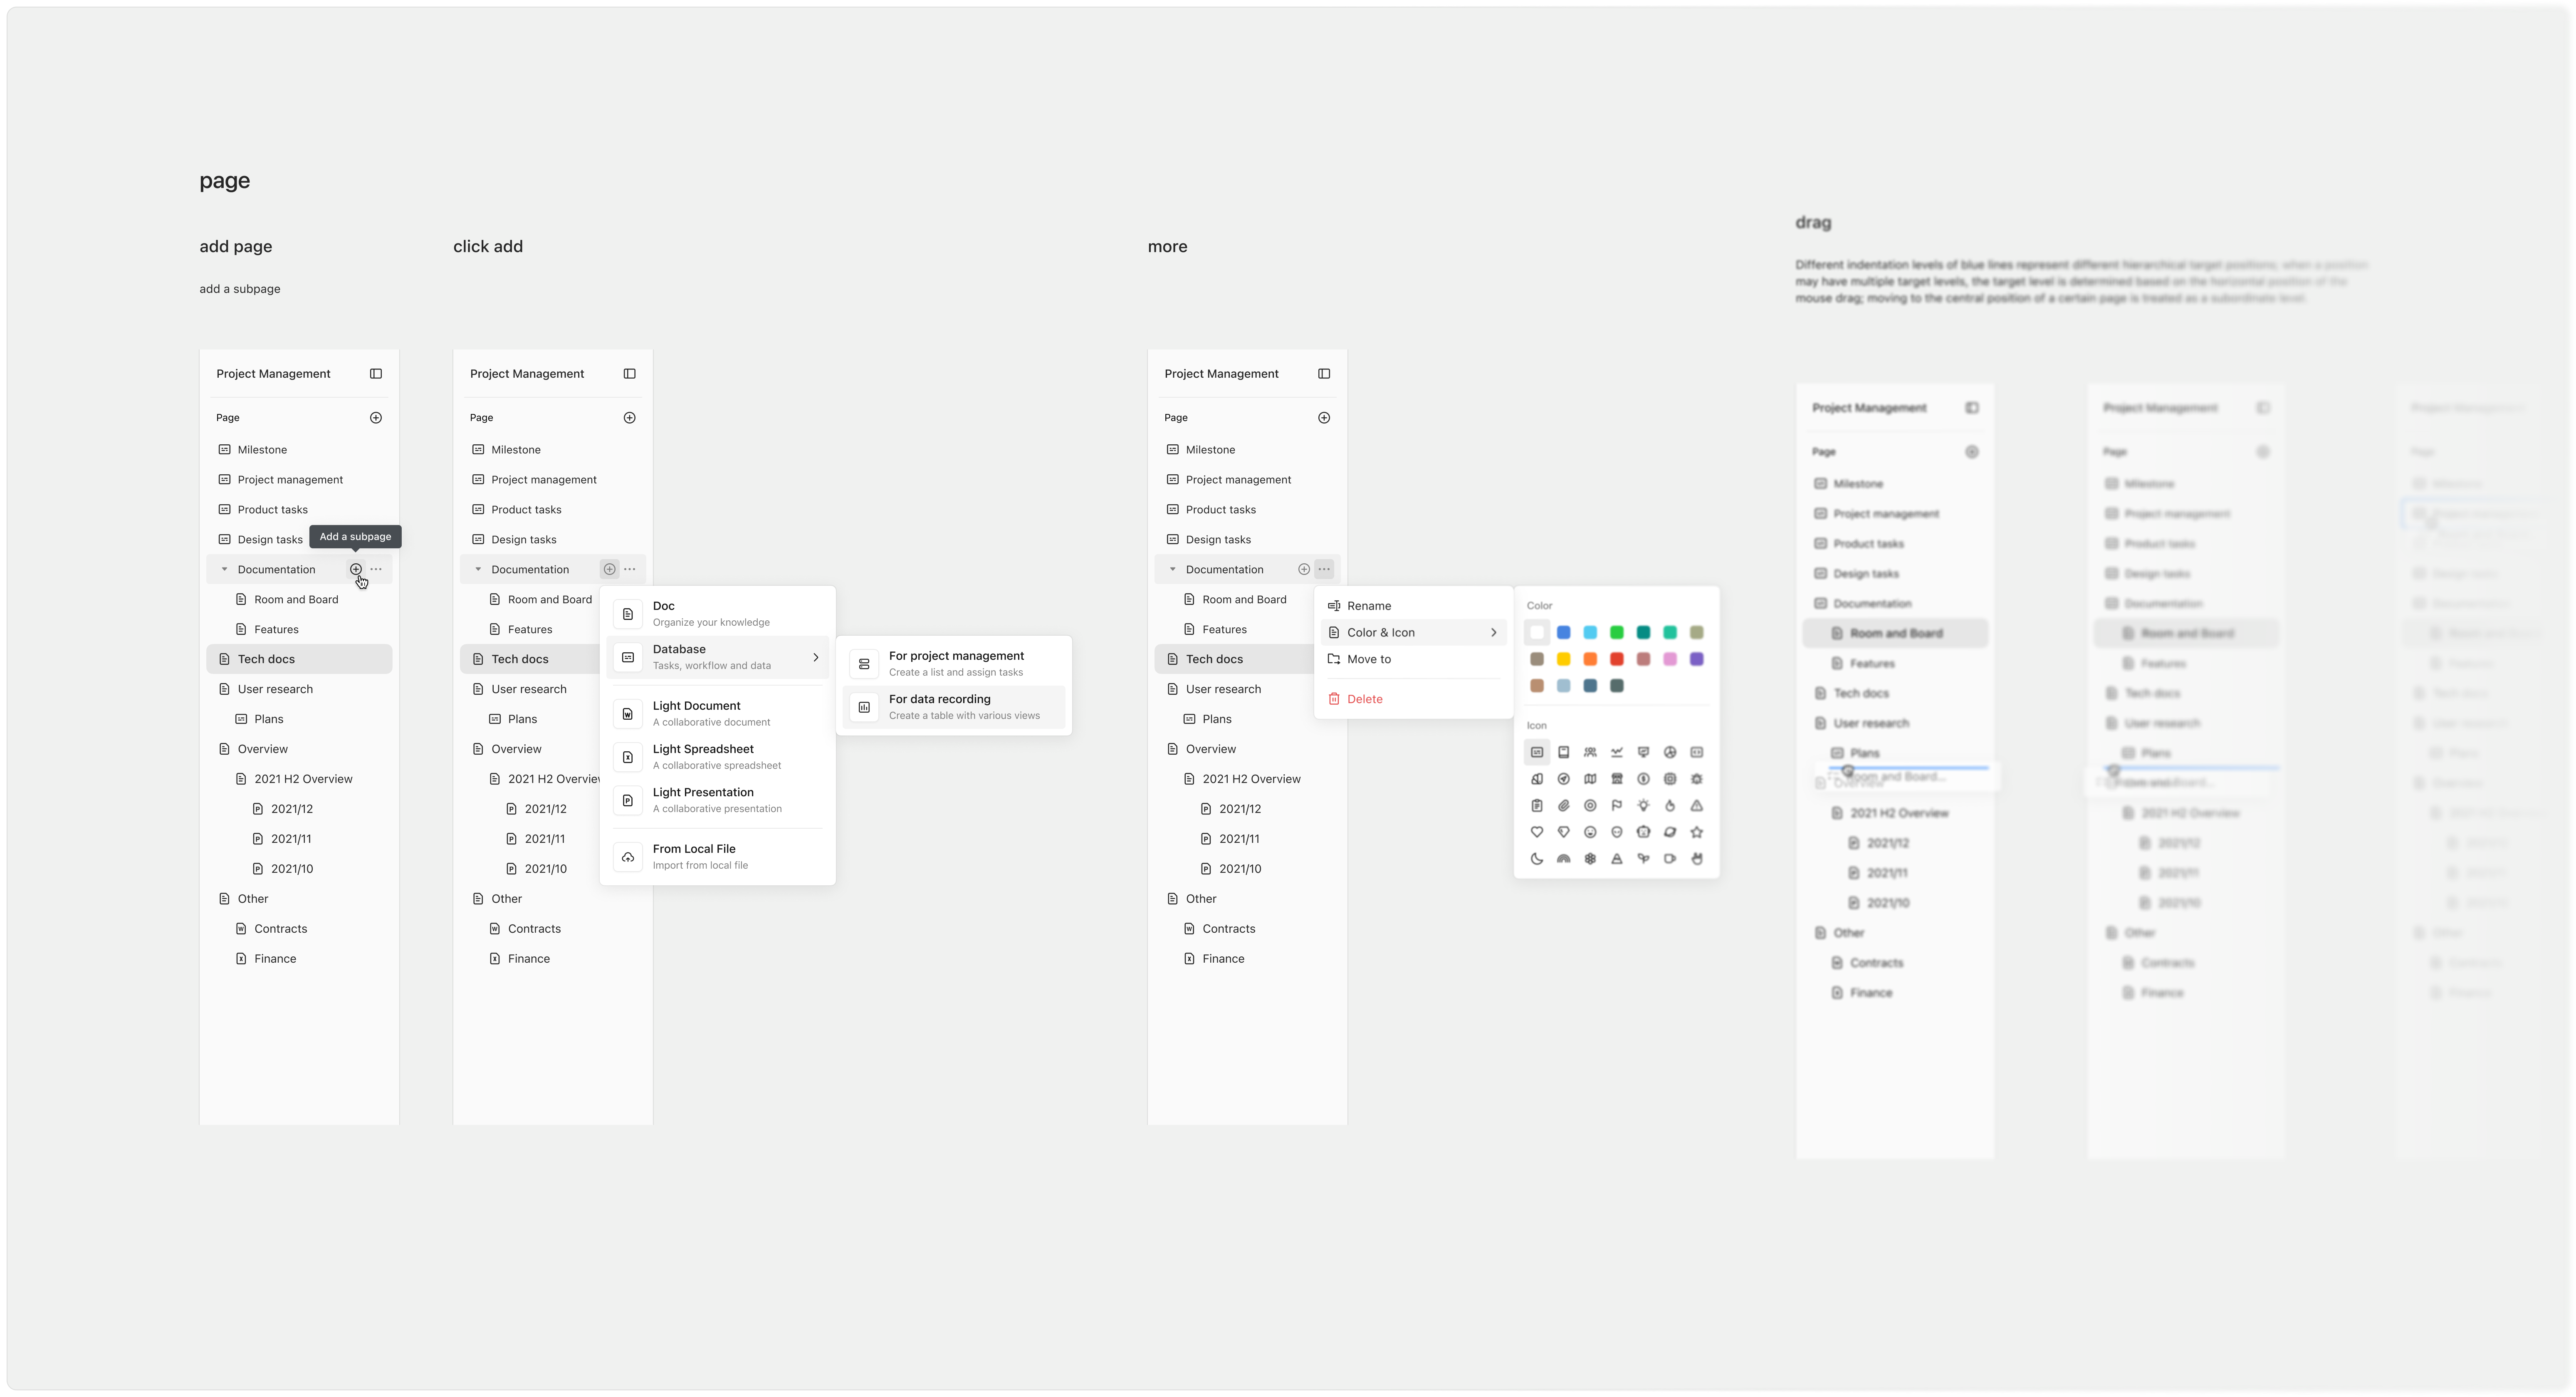 page
add page
add a subpage
Project Management
Page
Milestone
Project management
Product tasks
Design tasks
Add a subpage
Documentation
Room and Board
Features
Tech docs
User research
Plans
Overview
2021 H2 Overview
2021/12
2021/11
2021/10
Other
Contracts
Finance
click add
Project Management
Page
Milestone
Project management
Product tasks
Design tasks
Documentation
Room and Board
Features
Tech docs
User research
Plans
Overview
2021 H2 Overview
2021/12
2021/11
2021/10
Other
Contracts
Finance
Doc
Organize your knowledge
Database
Tasks, workflow and data
Light Document
A collaborative document
Light Spreadsheet
A collaborative spreadsheet
Light Presentation
A collaborative presentation
From Local File
Import from local file
For project management
Create a list and assign tasks
For data recording
Create a table with various views
more
Project Management
Page
Milestone
Project management
Product tasks
Design tasks
Documentation
Room and Board
Features
Tech docs
User research
Plans
Overview
2021 H2 Overview
2021/12
2021/11
2021/10
Other
Contracts
Finance
Rename
Color & Icon
Move to
Delete
Color
Icon
drag
Different indentation levels of blue lines represent different hierarchical target positions; when a position
may have multiple target levels, the target level is determined based on the horizontal position of the
mouse drag; moving to the central position of a certain page is treated as a subordinate level.
Project Management
Page
Milestone
Project management
Product tasks
Design tasks
Documentation
Room and Board
Features
Tech docs
User research
Plans
Room and Board...
Overview
2021 H2 Overview
2021/12
2021/11
2021/10
Other
Contracts
Finance
Project Management
Page
Milestone
Project management
Product tasks
Design tasks
Documentation
Room and Board
Features
Tech docs
User research
Plans
2021 H2 Overview
2021/12
2021/11
2021/10
Other
Contracts
Finance